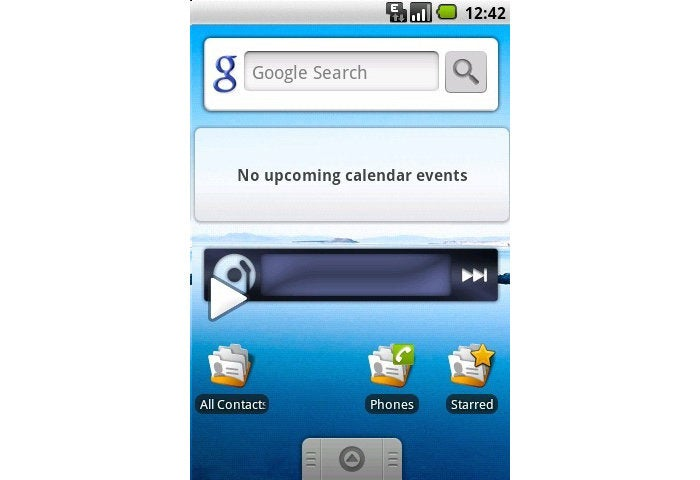 E
12:42
g
Google Search
No upcoming calendar events
All Contacts
Phones
Starred